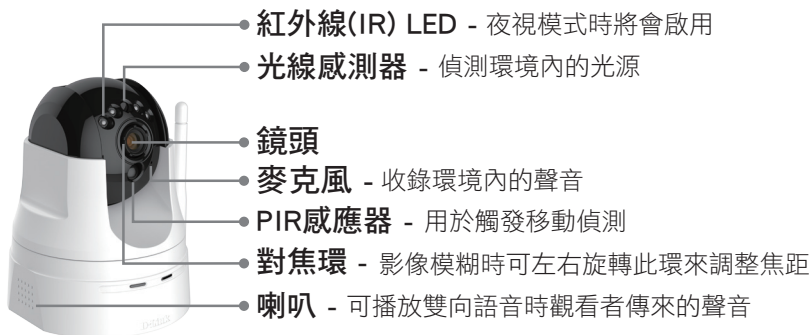 紅外線(IR) LED - 夜視模式時將會啟用
光線感測器 - 偵測環境內的光源
鏡頭
麥克風 - 收錄環境內的聲音
PIR感應器 - 用於觸發移動偵測
對焦環 - 影像模糊時可左右旋轉此環來調整焦距
喇叭 - 可播放雙向語音時觀看者傳來的聲音
D-Link